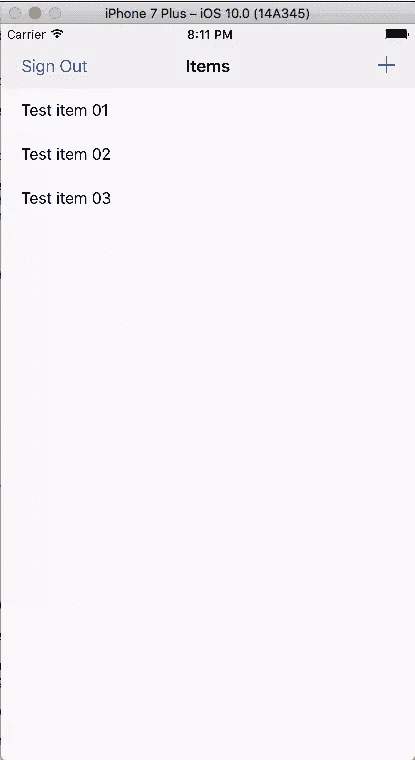 iPhone 7 Plus – iOS 10.0 (14A345)
Carrier 8:11 PM
Sign Out Items +
Test item 01
Test item 02
Test item 03